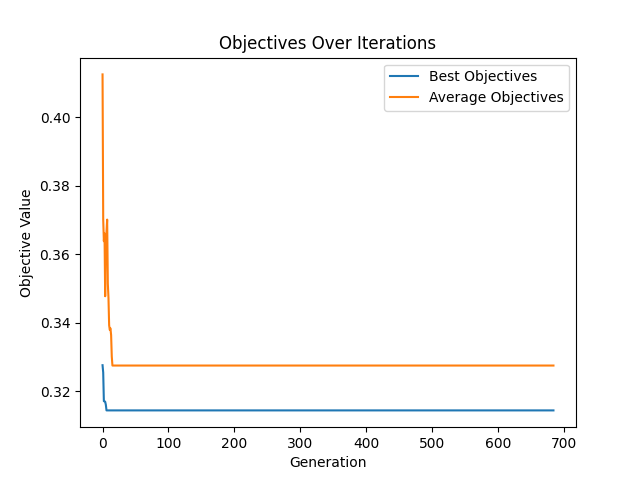 Objectives Over Iterations
Best Objectives
Average Objectives
Objective Value
0.40
0.38
0.36
0.34
0.32
0 100 200 300 400 500 600 700
Generation